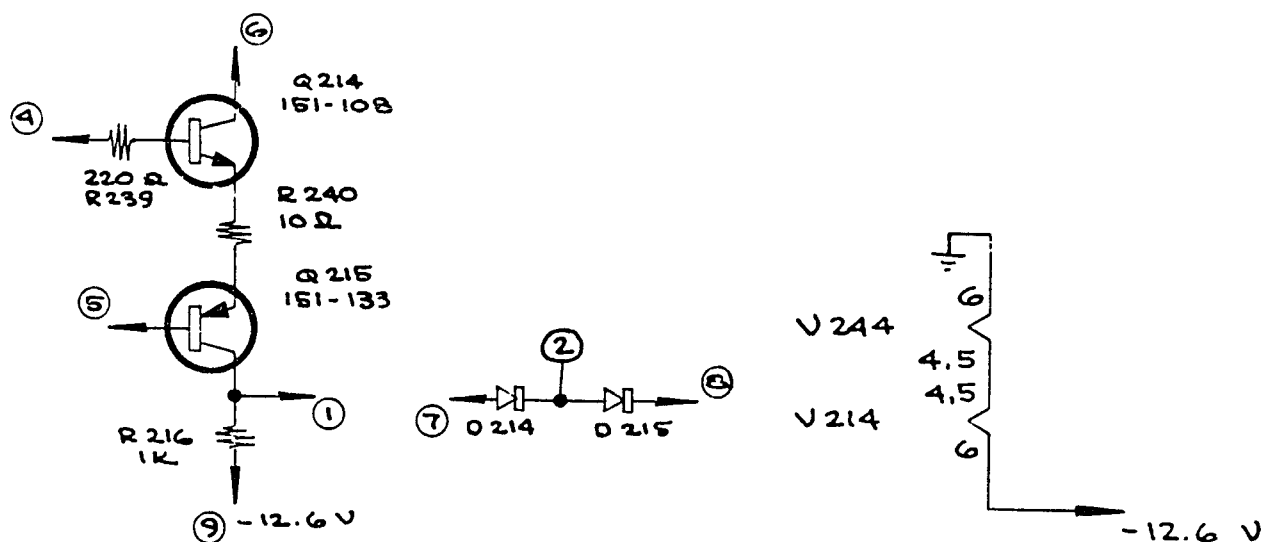 6
Q214
151-108
4
220 Ω
R239
R240
10 Ω
Q215
151-133
5
1
R216
1K
9 -12.6 V
2
7
D214
D215
8
6
V244
4,5
4,5
V214
6
-12.6 V